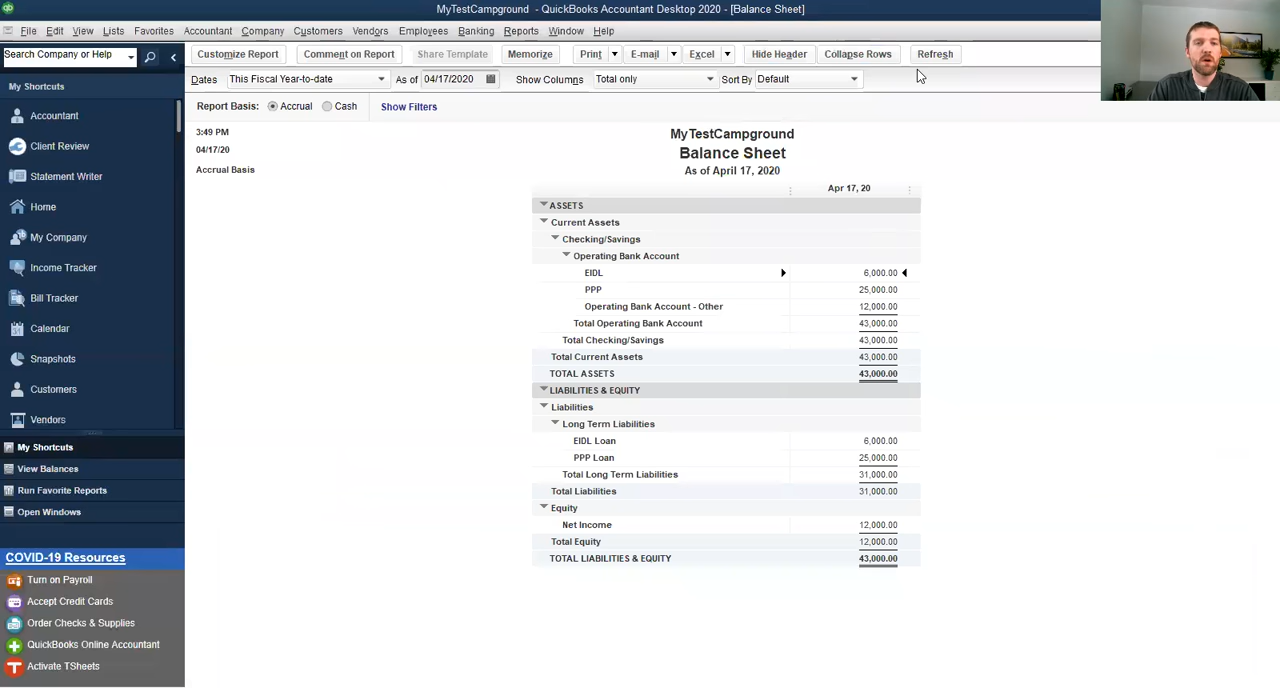 MyTestCampground - QuickBooks Accountant Desktop 2020 - [Balance Sheet]
File Edit View Lists Favorites Accountant Company Customers Vendors Employees Banking Reports Window Help
Search Company or Help
Customize Report Comment on Report Share Template Memorize Print E-mail Excel Hide Header Collapse Rows Refresh
Dates This Fiscal Year-to-date As of 04/17/2020 Show Columns Total only Sort By Default
Report Basis: Accrual Cash Show Filters
My Shortcuts
Accountant
Client Review
Statement Writer
Home
My Company
Income Tracker
Bill Tracker
Calendar
Snapshots
Customers
Vendors
My Shortcuts
View Balances
Run Favorite Reports
Open Windows
COVID-19 Resources
Turn on Payroll
Accept Credit Cards
Order Checks & Supplies
QuickBooks Online Accountant
Activate TSheets
3:49 PM
04/17/20
Accrual Basis
MyTestCampground
Balance Sheet
As of April 17, 2020
Apr 17, 20
ASSETS
Current Assets
Checking/Savings
Operating Bank Account
EIDL 6,000.00
PPP 25,000.00
Operating Bank Account - Other 12,000.00
Total Operating Bank Account 43,000.00
Total Checking/Savings 43,000.00
Total Current Assets 43,000.00
TOTAL ASSETS 43,000.00
LIABILITIES & EQUITY
Liabilities
Long Term Liabilities
EIDL Loan 6,000.00
PPP Loan 25,000.00
Total Long Term Liabilities 31,000.00
Total Liabilities 31,000.00
Equity
Net Income 12,000.00
Total Equity 12,000.00
TOTAL LIABILITIES & EQUITY 43,000.00